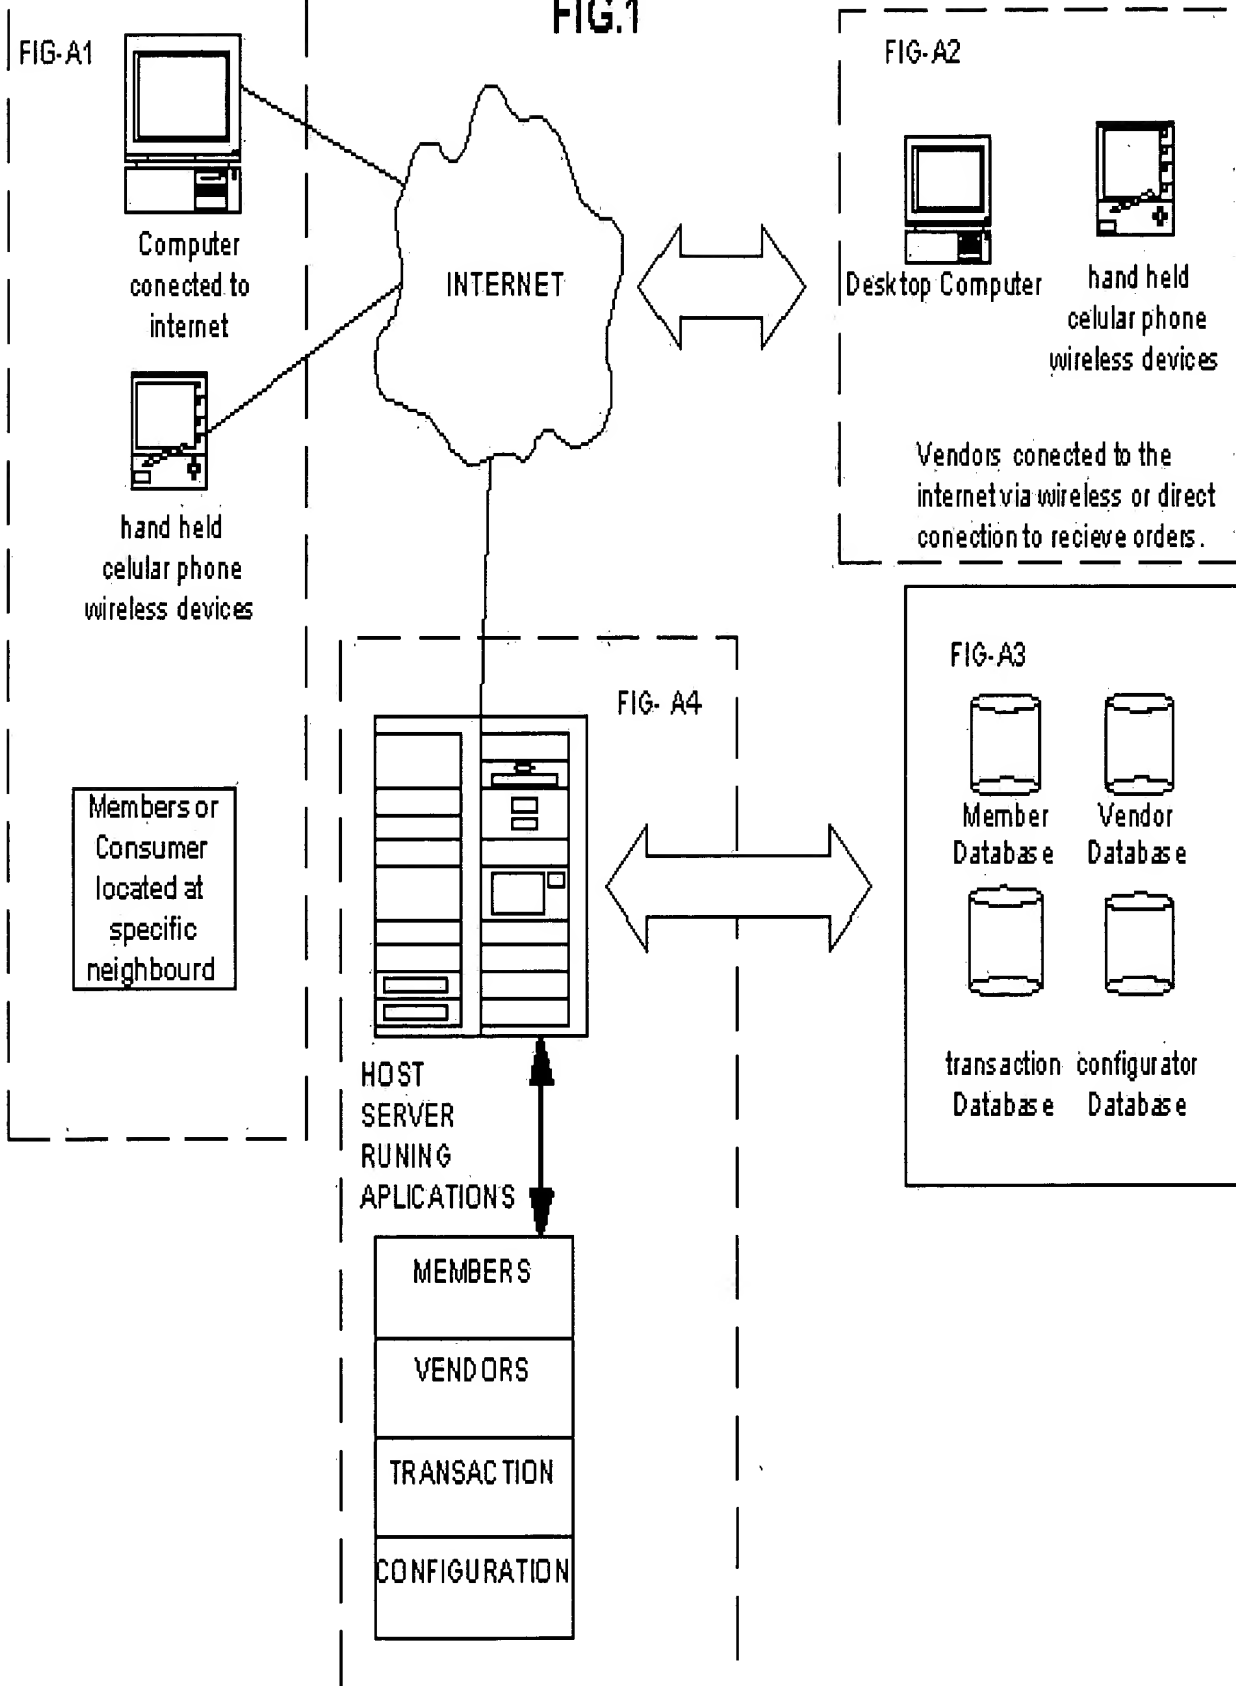 FIG.1
FIG-A1
Computer
conected to
internet
hand held
celular phone
wireless devices
Members or
Consumer
located at
specific
neighbourd
INTERNET
FIG-A2
Desktop Computer
hand held
celular phone
wireless devices
Vendors conected to the
internet via wireless or direct
conection to recieve orders.
FIG-A3
Member
Database
Vendor
Database
transaction
Database
configurator
Database
FIG- A4
HOST
SERVER
RUNING
APLICATIONS
MEMBERS
VENDORS
TRANSACTION
CONFIGURATION